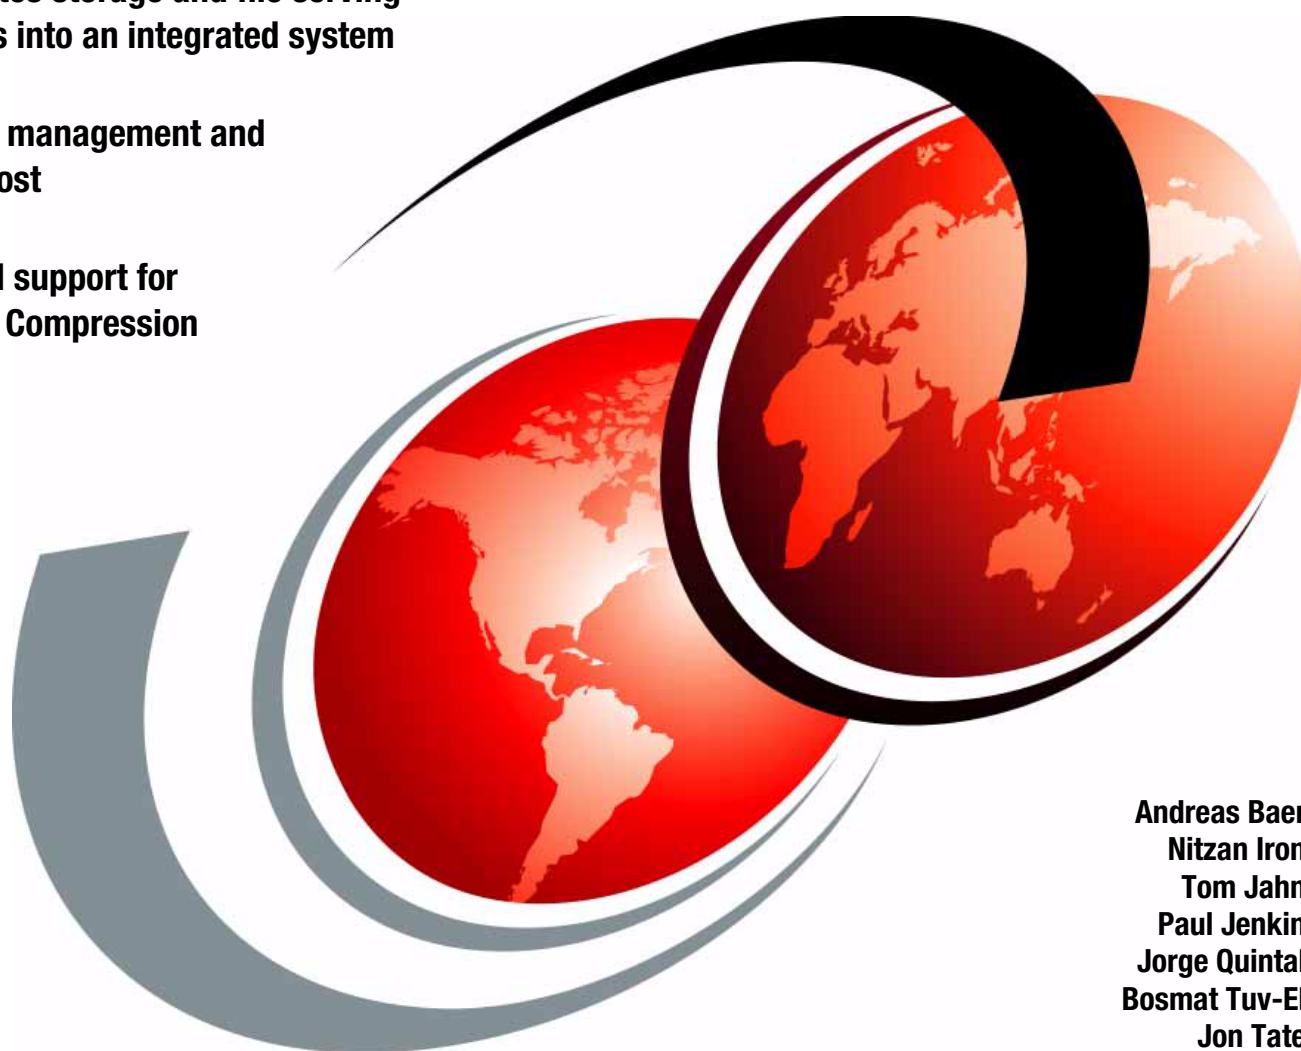 s into an integrated system
management and
support for
Compression
Andreas Baer
Nitzan Iron
Tom Jahn
Paul Jenkin
Jorge Quintal
Bosmat Tuv-El
Jon Tate